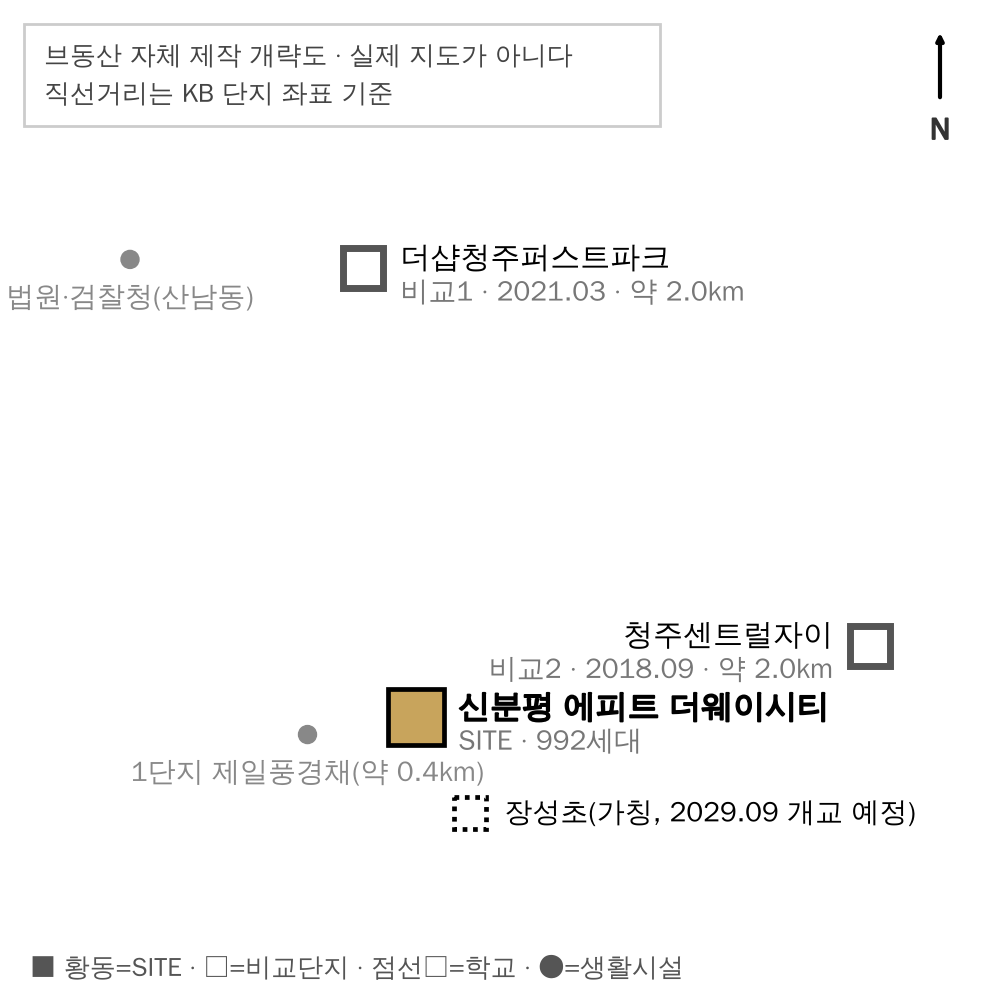 브동산 자체 제작 개략도 · 실제 지도가 아니다
직선거리는 KB 단지 좌표 기준
N
더샵청주퍼스트파크
비교1 · 2021.03 · 약 2.0km
법원·검찰청(산남동)
청주센트럴자이
비교2 · 2018.09 · 약 2.0km
신분평 에피트 더웨이시티
SITE · 992세대
1단지 제일풍경채(약 0.4km)
장성초(가칭, 2029.09 개교 예정)
■ 황동=SITE · □=비교단지 · 점선□=학교 · ●=생활시설